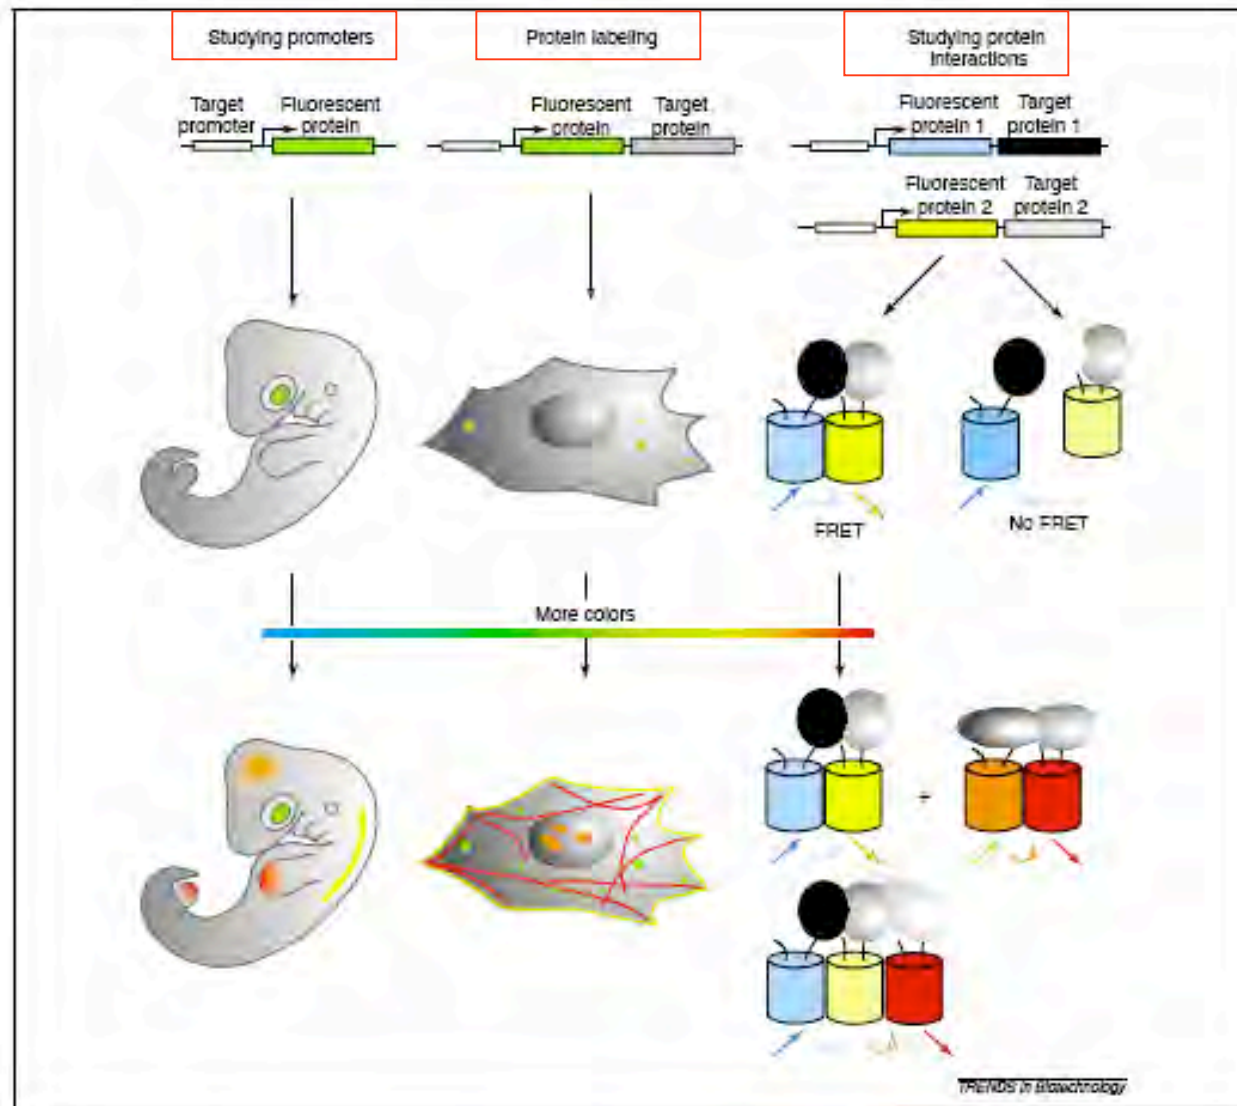 Studying promoters
Protein labeling
Studying protein
interactions
Target
promoter
Fluorescent
protein
Fluorescent
protein
Target
protein
Fluorescent
protein 1
Target
protein 1
Fluorescent
protein 2
Target
protein 2
FRET
No FRET
More colors
+
TRENDS in Biotechnology